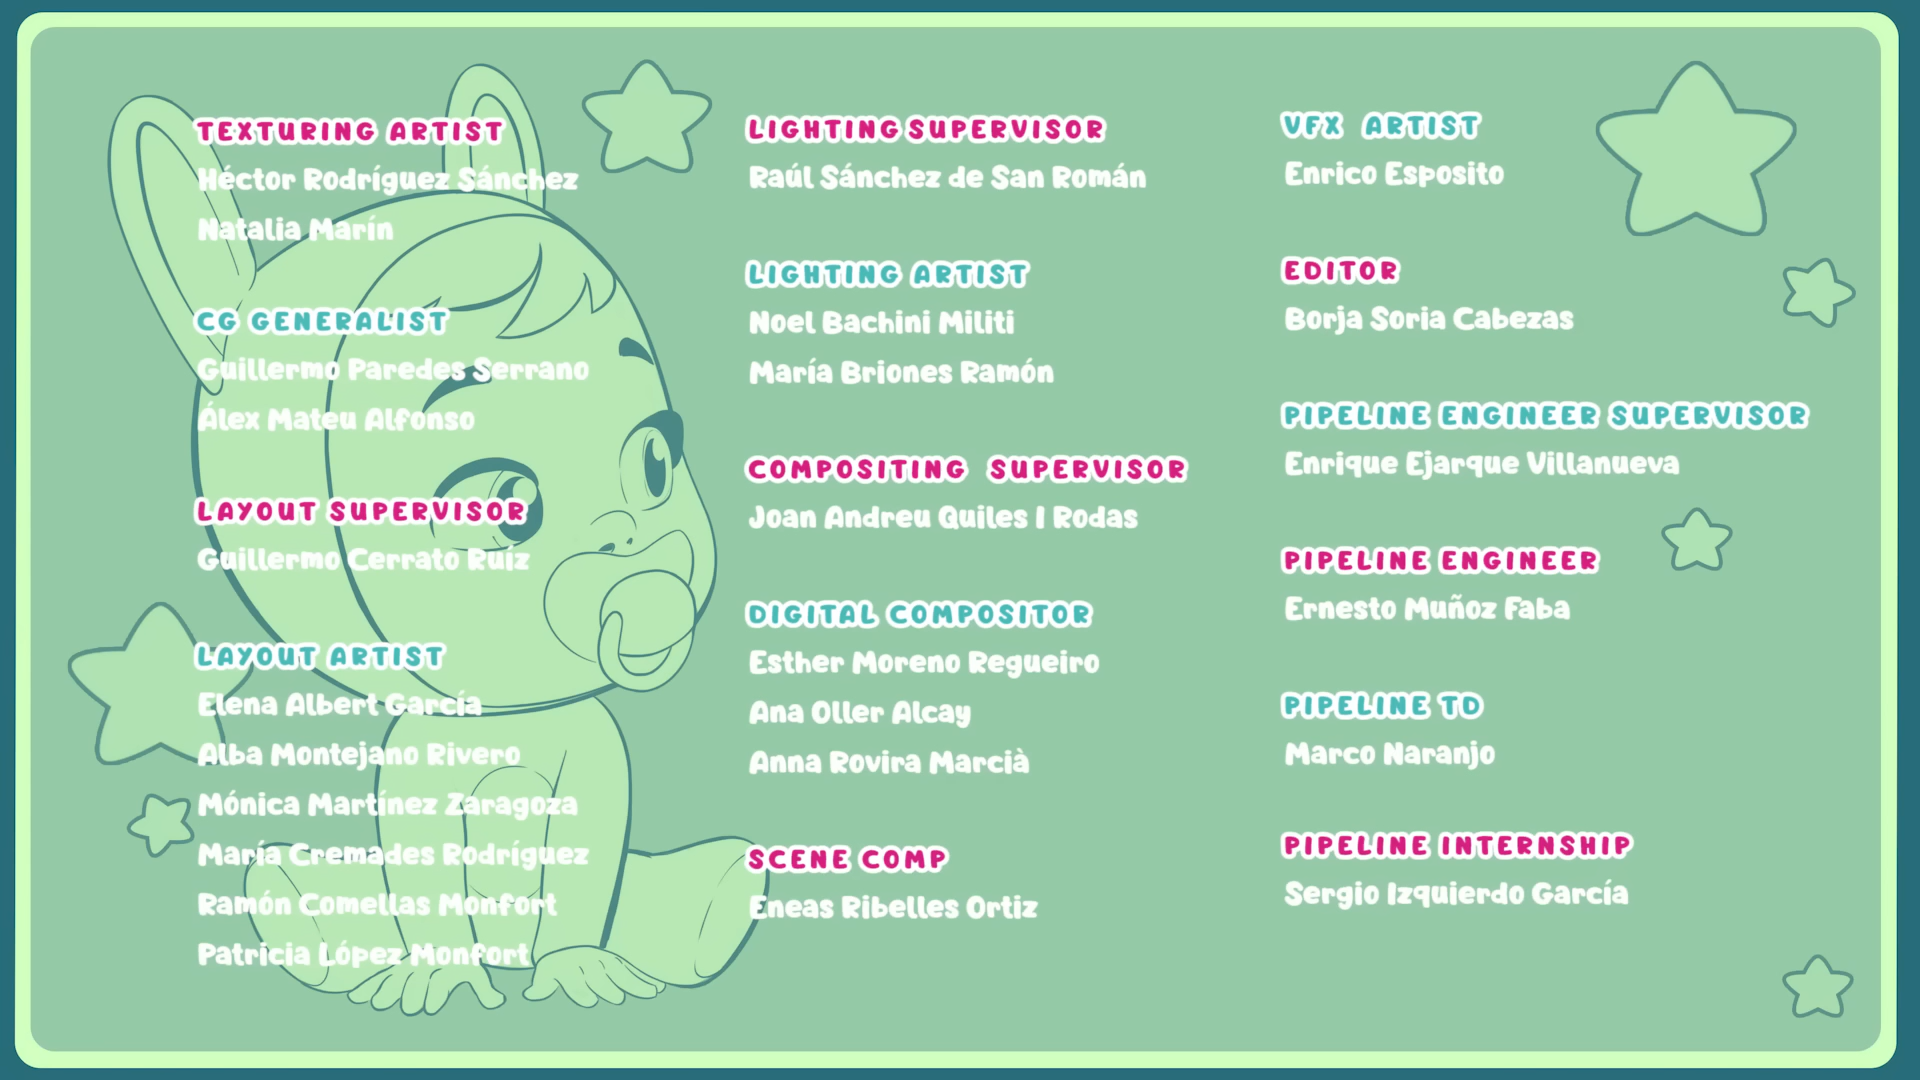 TEXTURING ARTIST
Héctor Rodríguez Sánchez
Natalia Marín
CG GENERALIST
Guillermo Paredes Serrano
Álex Mateu Alfonso
LAYOUT SUPERVISOR
Guillermo Cerrato Ruiz
LAYOUT ARTIST
Elena Albert García
Alba Montejano Rivero
Mónica Martínez Zaragoza
María Cremades Rodríguez
Ramón Comellas Monfort
Patricia López Monfort
LIGHTING SUPERVISOR
Raúl Sánchez de San Román
LIGHTING ARTIST
Noel Bachini Militi
María Briones Ramón
COMPOSITING SUPERVISOR
Joan Andreu Quiles I Rodas
DIGITAL COMPOSITOR
Esther Moreno Regueiro
Ana Oller Alcay
Anna Rovira Marcià
SCENE COMP
Eneas Ribelles Ortiz
VFX ARTIST
Enrico Esposito
EDITOR
Borja Soria Cabezas
PIPELINE ENGINEER SUPERVISOR
Enrique Ejarque Villanueva
PIPELINE ENGINEER
Ernesto Muñoz Faba
PIPELINE TD
Marco Naranjo
PIPELINE INTERNSHIP
Sergio Izquierdo García